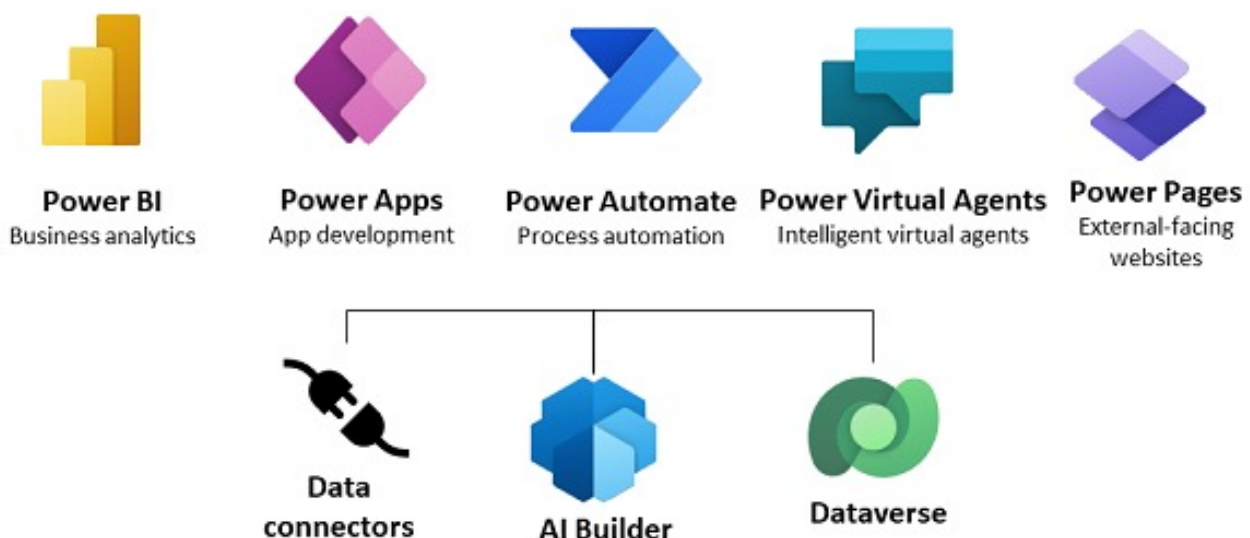 Power BI
Business analytics
Power Apps
App development
Power Automate
Process automation
Power Virtual Agents
Intelligent virtual agents
Power Pages
External-facing
websites
Data
connectors
AI Builder
Dataverse